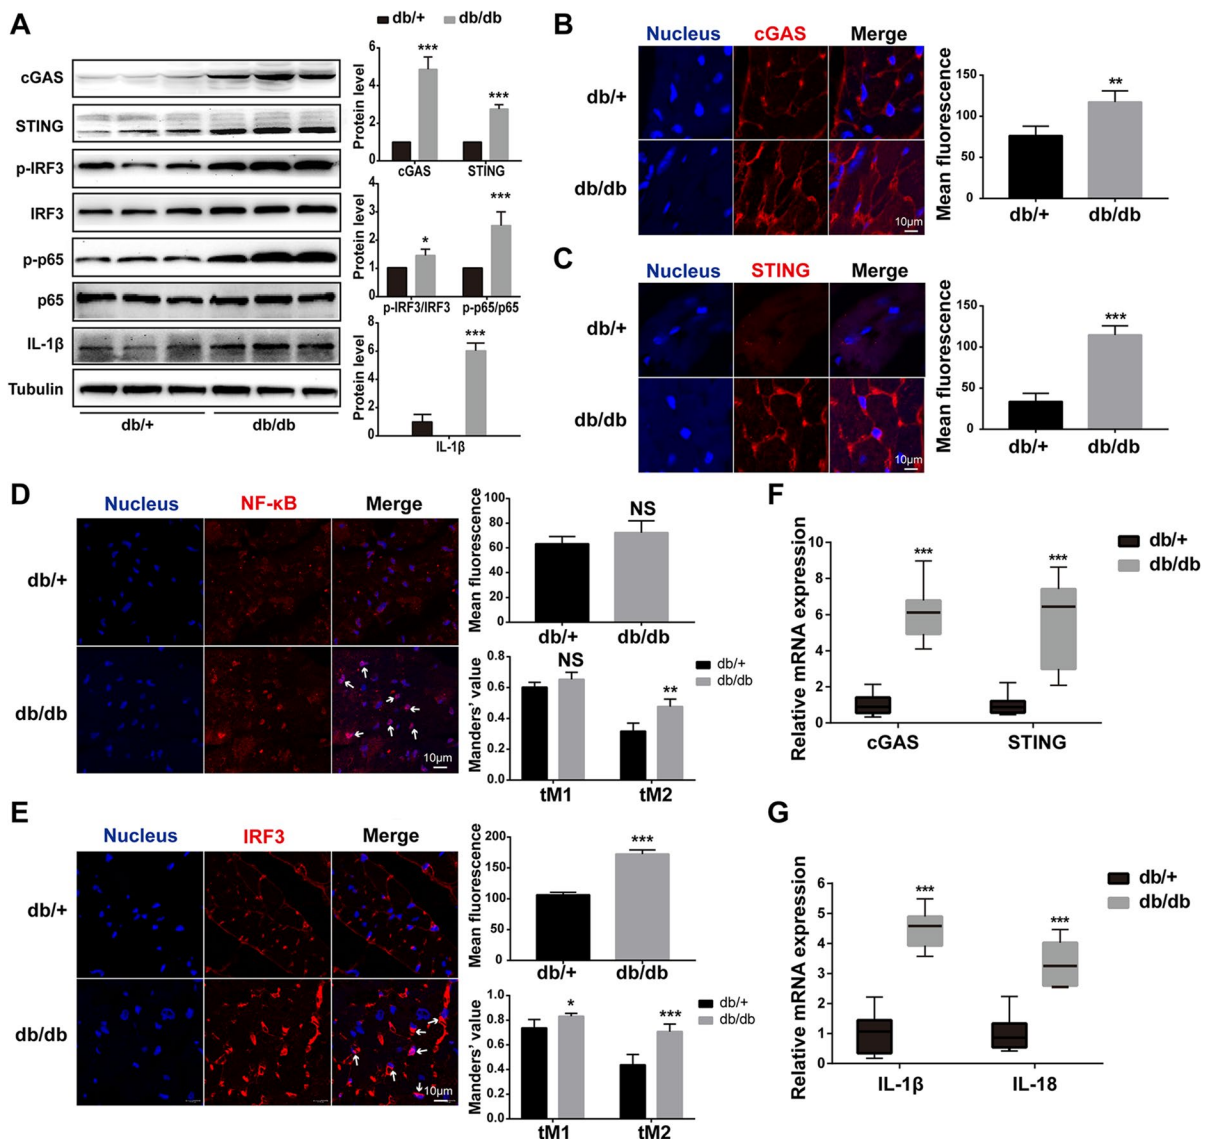 A
db/+ db/db
cGAS
STING
p-IRF3
IRF3
p-p65
p65
IL-1β
Tubulin
db/+ db/db
Protein level
6
4
2
0
*** ***
cGAS STING
Protein level
4
3
2
1
0
* ***
p-IRF3/IRF3 p-p65/p65
Protein level
8
6
4
2
0
***
IL-1β
B
Nucleus cGAS Merge
db/+
db/db
10μm
Mean fluorescence
150
100
50
0
**
db/+ db/db
C
Nucleus STING Merge
db/+
db/db
10μm
Mean fluorescence
150
100
50
0
***
db/+ db/db
D
Nucleus NF-κB Merge
db/+
db/db
10μm
Mean fluorescence
100
80
60
40
20
0
NS
db/+ db/db
Manders' value
0.8
0.6
0.4
0.2
0.0
NS **
db/+
db/db
tM1 tM2
E
Nucleus IRF3 Merge
db/+
db/db
10μm
Mean fluorescence
200
150
100
50
0
***
db/+ db/db
Manders' value
1.0
0.8
0.6
0.4
0.2
0.0
* ***
db/+
db/db
tM1 tM2
F
Relative mRNA expression
10
8
6
4
2
0
*** ***
db/+
db/db
cGAS STING
G
Relative mRNA expression
6
5
4
3
2
1
0
*** ***
db/+
db/db
IL-1β IL-18